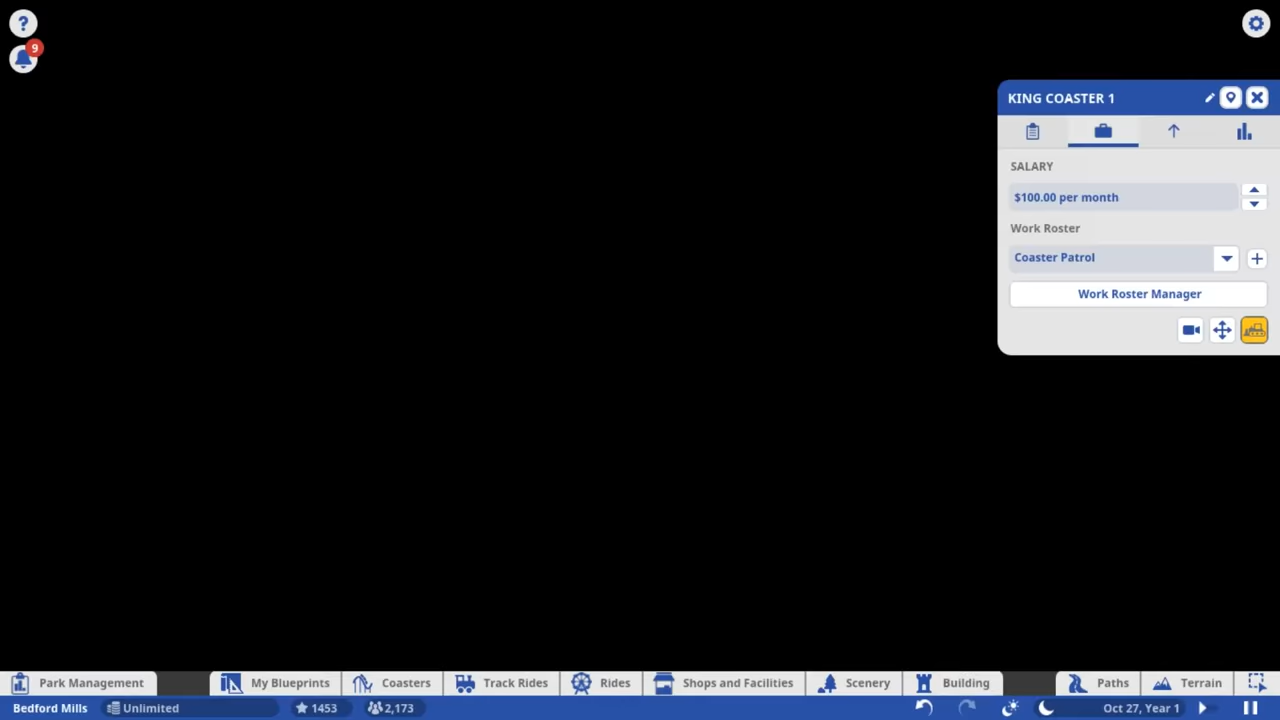 ?
9
KING COASTER 1
SALARY
$100.00 per month
Work Roster
Coaster Patrol
Work Roster Manager
Park Management
My Blueprints
Coasters
Track Rides
Rides
Shops and Facilities
Scenery
Building
Paths
Terrain
Bedford Mills
Unlimited
1453
2,173
Oct 27, Year 1